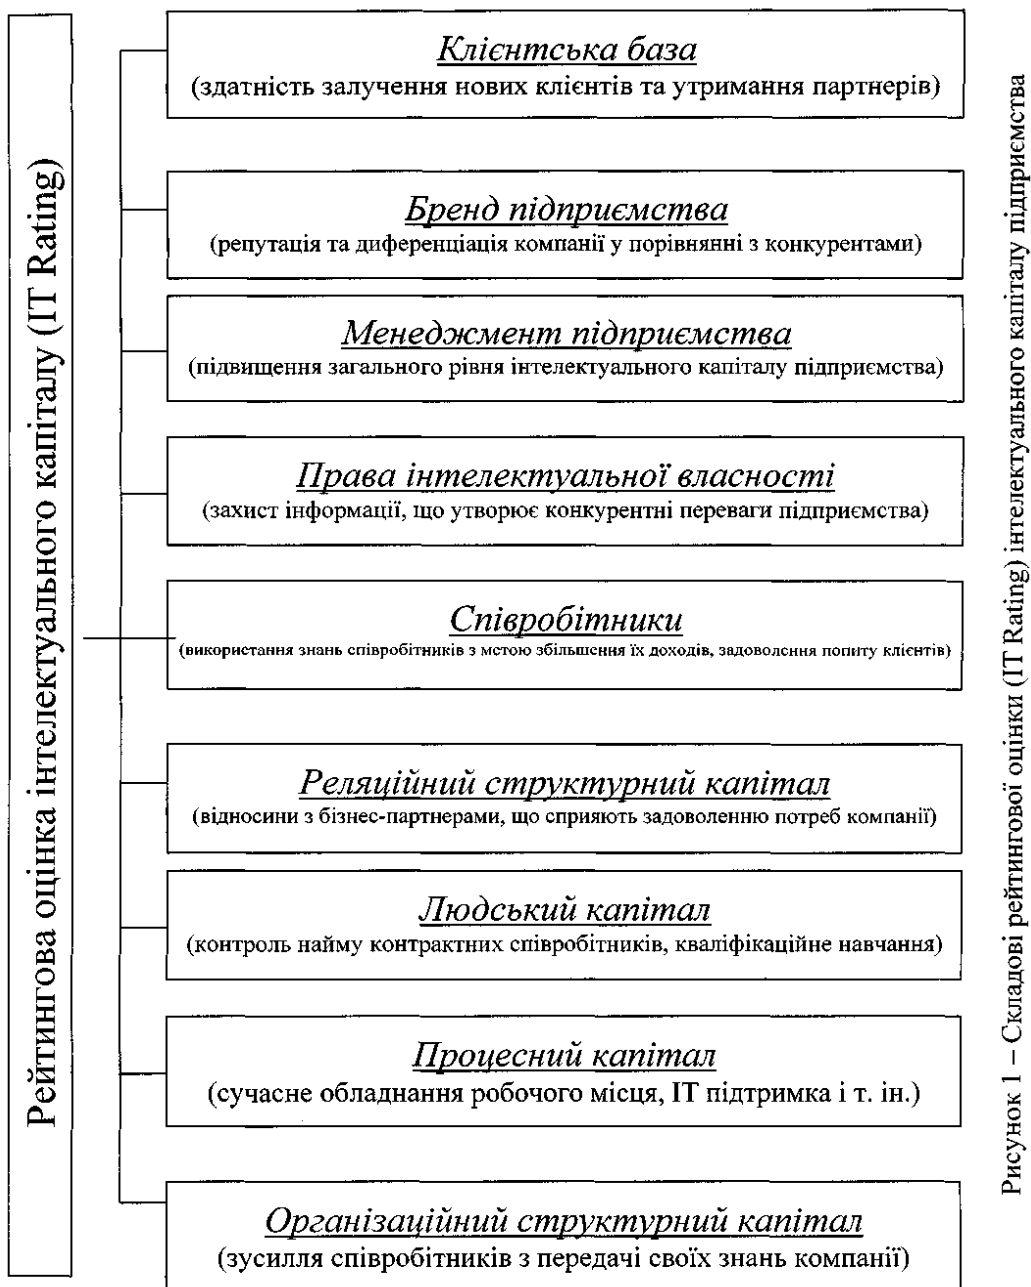 Рейтингова оцінка інтелектуального капіталу (IT Rating)
Клієнтська база
(здатність залучення нових клієнтів та утримання партнерів)
Бренд підприємства
(репутація та диференціація компанії у порівнянні з конкурентами)
Менеджмент підприємства
(підвищення загального рівня інтелектуального капіталу підприємства)
Права інтелектуальної власності
(захист інформації, що утворює конкурентні переваги підприємства)
Співробітники
(використання знань співробітників з метою збільшення їх доходів, задоволення попиту клієнтів)
Реляційний структурний капітал
(відносини з бізнес-партнерами, що сприяють задоволенню потреб компанії)
Людський капітал
(контроль найму контрактних співробітників, кваліфікаційне навчання)
Процесний капітал
(сучасне обладнання робочого місця, ІТ підтримка і т. ін.)
Організаційний структурний капітал
(зусилля співробітників з передачі своїх знань компанії)
Рисунок 1 – Складові рейтингової оцінки (IT Rating) інтелектуального капіталу підприємства